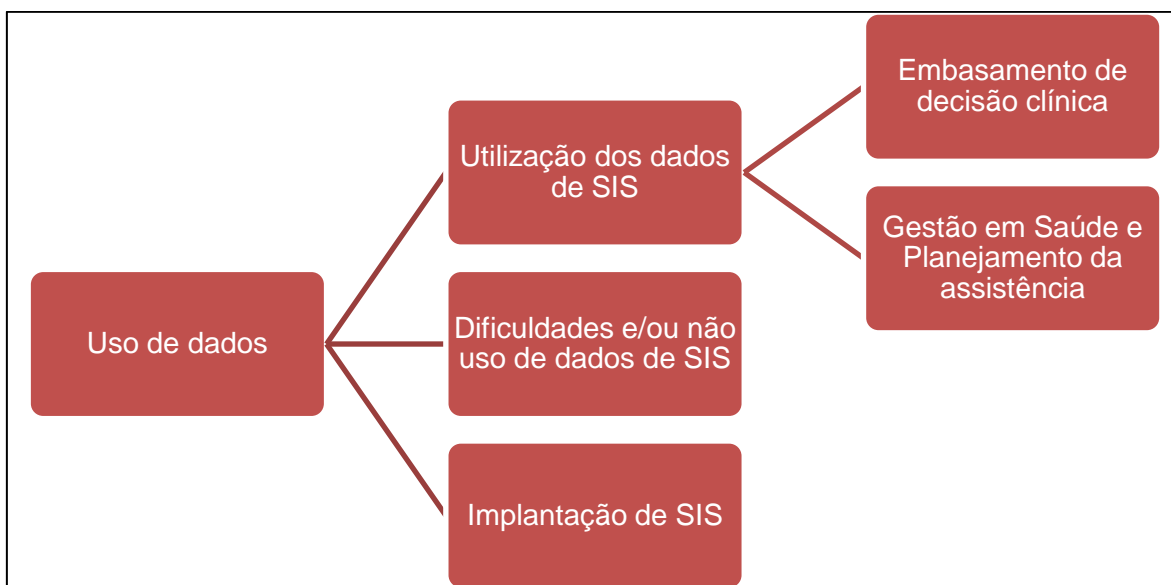 Uso de dados
Utilização dos dados
de SIS
Embasamento de
decisão clínica
Gestão em Saúde e
Planejamento da
assistência
Dificuldades e/ou não
uso de dados de SIS
Implantação de SIS